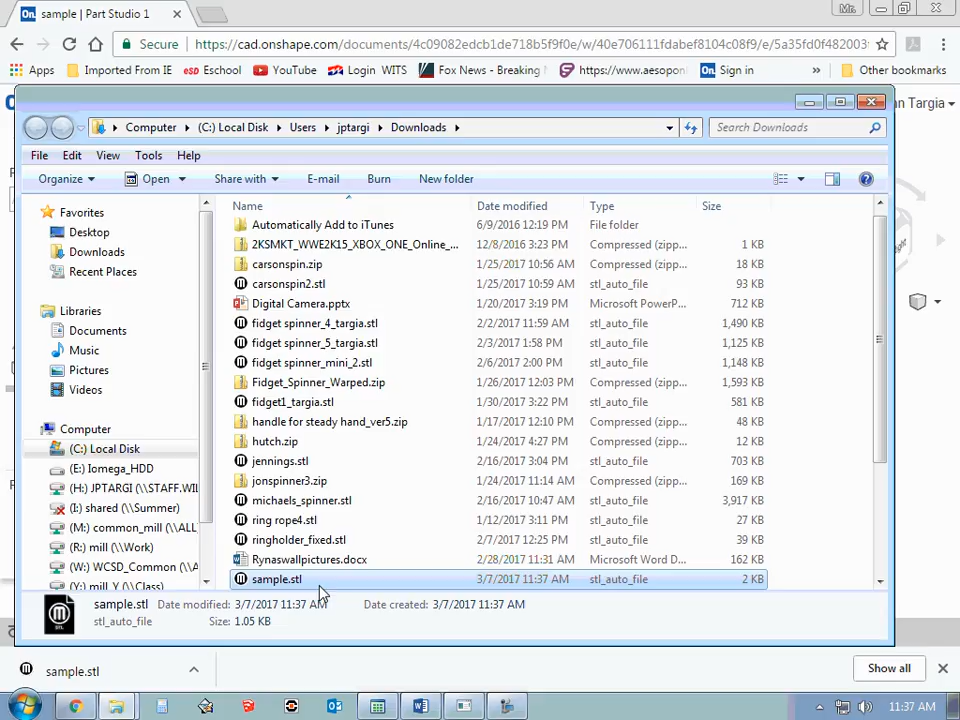 On sample | Part Studio 1
Mr.
Secure https://cad.onshape.com/documents/4c09082edcb1de718b5f9f0e/w/40e706111fdabef8104c08f9/e/5a35fd0f482003
Apps Imported From IE esD Eschool YouTube Login WITS Fox News - Breaking https://www.aesopon On Sign in » Other bookmarks
an Targia
Computer (C:) Local Disk Users jptargi Downloads Search Downloads
File Edit View Tools Help
Organize Open Share with E-mail Burn New folder
Name Date modified Type Size
Favorites
Desktop
Downloads
Recent Places
Libraries
Documents
Music
Pictures
Videos
Computer
(C:) Local Disk
(E:) Iomega_HDD
(H:) JPTARGI (\\STAFF.WIL
(I:) shared (\\Summer)
(M:) common_mill (\\ALL
(R:) mill (\\Work)
(W:) WCSD_Common (\\
(Y:) mill_Y (\\Class)
Automatically Add to iTunes 6/9/2016 12:19 PM File folder
2KSMKT_WWE2K15_XBOX_ONE_Online_... 12/8/2016 3:23 PM Compressed (zipp... 1 KB
carsonspin.zip 1/25/2017 10:56 AM Compressed (zipp... 18 KB
carsonspin2.stl 1/25/2017 10:59 AM stl_auto_file 93 KB
Digital Camera.pptx 1/20/2017 3:19 PM Microsoft PowerP... 712 KB
fidget spinner_4_targia.stl 2/2/2017 11:59 AM stl_auto_file 1,490 KB
fidget spinner_5_targia.stl 2/3/2017 1:58 PM stl_auto_file 1,125 KB
fidget spinner_mini_2.stl 2/6/2017 2:00 PM stl_auto_file 1,148 KB
Fidget_Spinner_Warped.zip 1/26/2017 12:03 PM Compressed (zipp... 1,593 KB
fidget1_targia.stl 1/30/2017 3:22 PM stl_auto_file 581 KB
handle for steady hand_ver5.zip 1/17/2017 12:10 PM Compressed (zipp... 48 KB
hutch.zip 1/24/2017 4:27 PM Compressed (zipp... 12 KB
jennings.stl 2/16/2017 3:04 PM stl_auto_file 703 KB
jonspinner3.zip 1/24/2017 11:14 AM Compressed (zipp... 169 KB
michaels_spinner.stl 2/16/2017 10:47 AM stl_auto_file 3,917 KB
ring rope4.stl 1/12/2017 3:11 PM stl_auto_file 27 KB
ringholder_fixed.stl 2/7/2017 12:25 PM stl_auto_file 39 KB
Rynaswallpictures.docx 2/28/2017 11:31 AM Microsoft Word D... 162 KB
sample.stl 3/7/2017 11:37 AM stl_auto_file 2 KB
sample.stl Date modified: 3/7/2017 11:37 AM Date created: 3/7/2017 11:37 AM
stl_auto_file Size: 1.05 KB
sample.stl Show all
11:37 AM